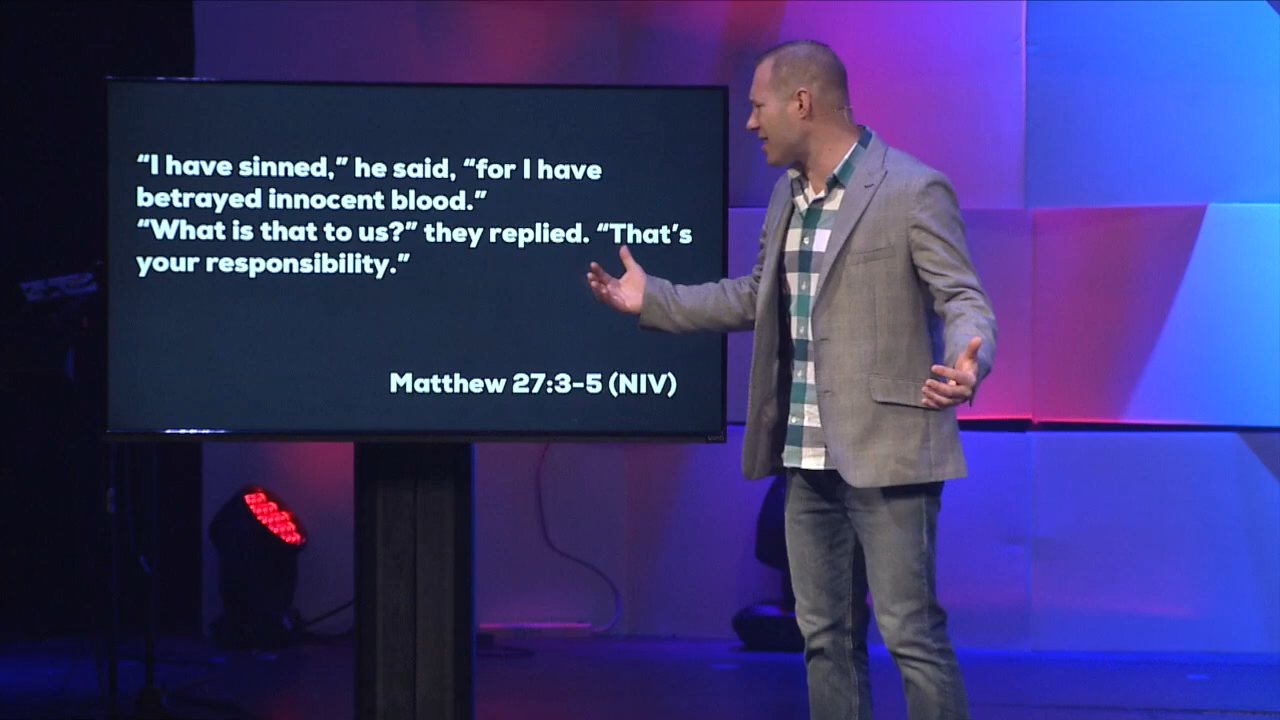 “I have sinned,” he said, “for I have
betrayed innocent blood.”
“What is that to us?” they replied. “That’s
your responsibility.”
Matthew 27:3-5 (NIV)